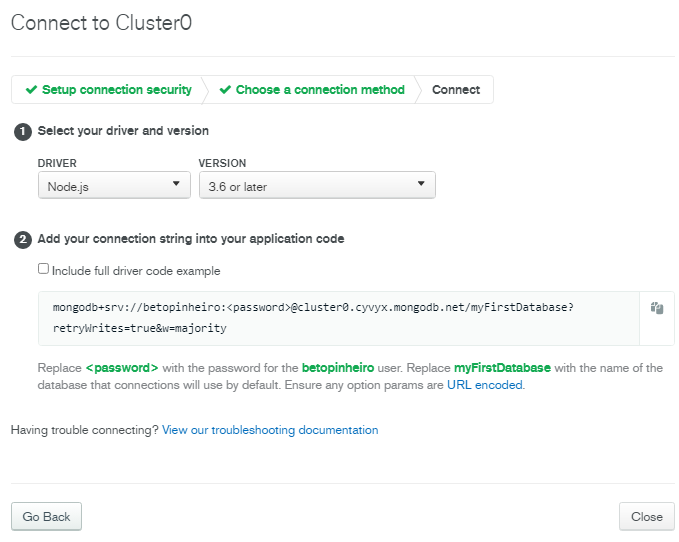 Connect to Cluster0
Setup connection security
Choose a connection method
Connect
1 Select your driver and version
DRIVER
VERSION
Node.js
3.6 or later
2 Add your connection string into your application code
Include full driver code example
mongodb+srv://betopinheiro:<password>@cluster0.cyvyx.mongodb.net/myFirstDatabase?
retryWrites=true&w=majority
Replace <password> with the password for the betopinheiro user. Replace myFirstDatabase with the name of the
database that connections will use by default. Ensure any option params are URL encoded.
Having trouble connecting? View our troubleshooting documentation
Go Back
Close